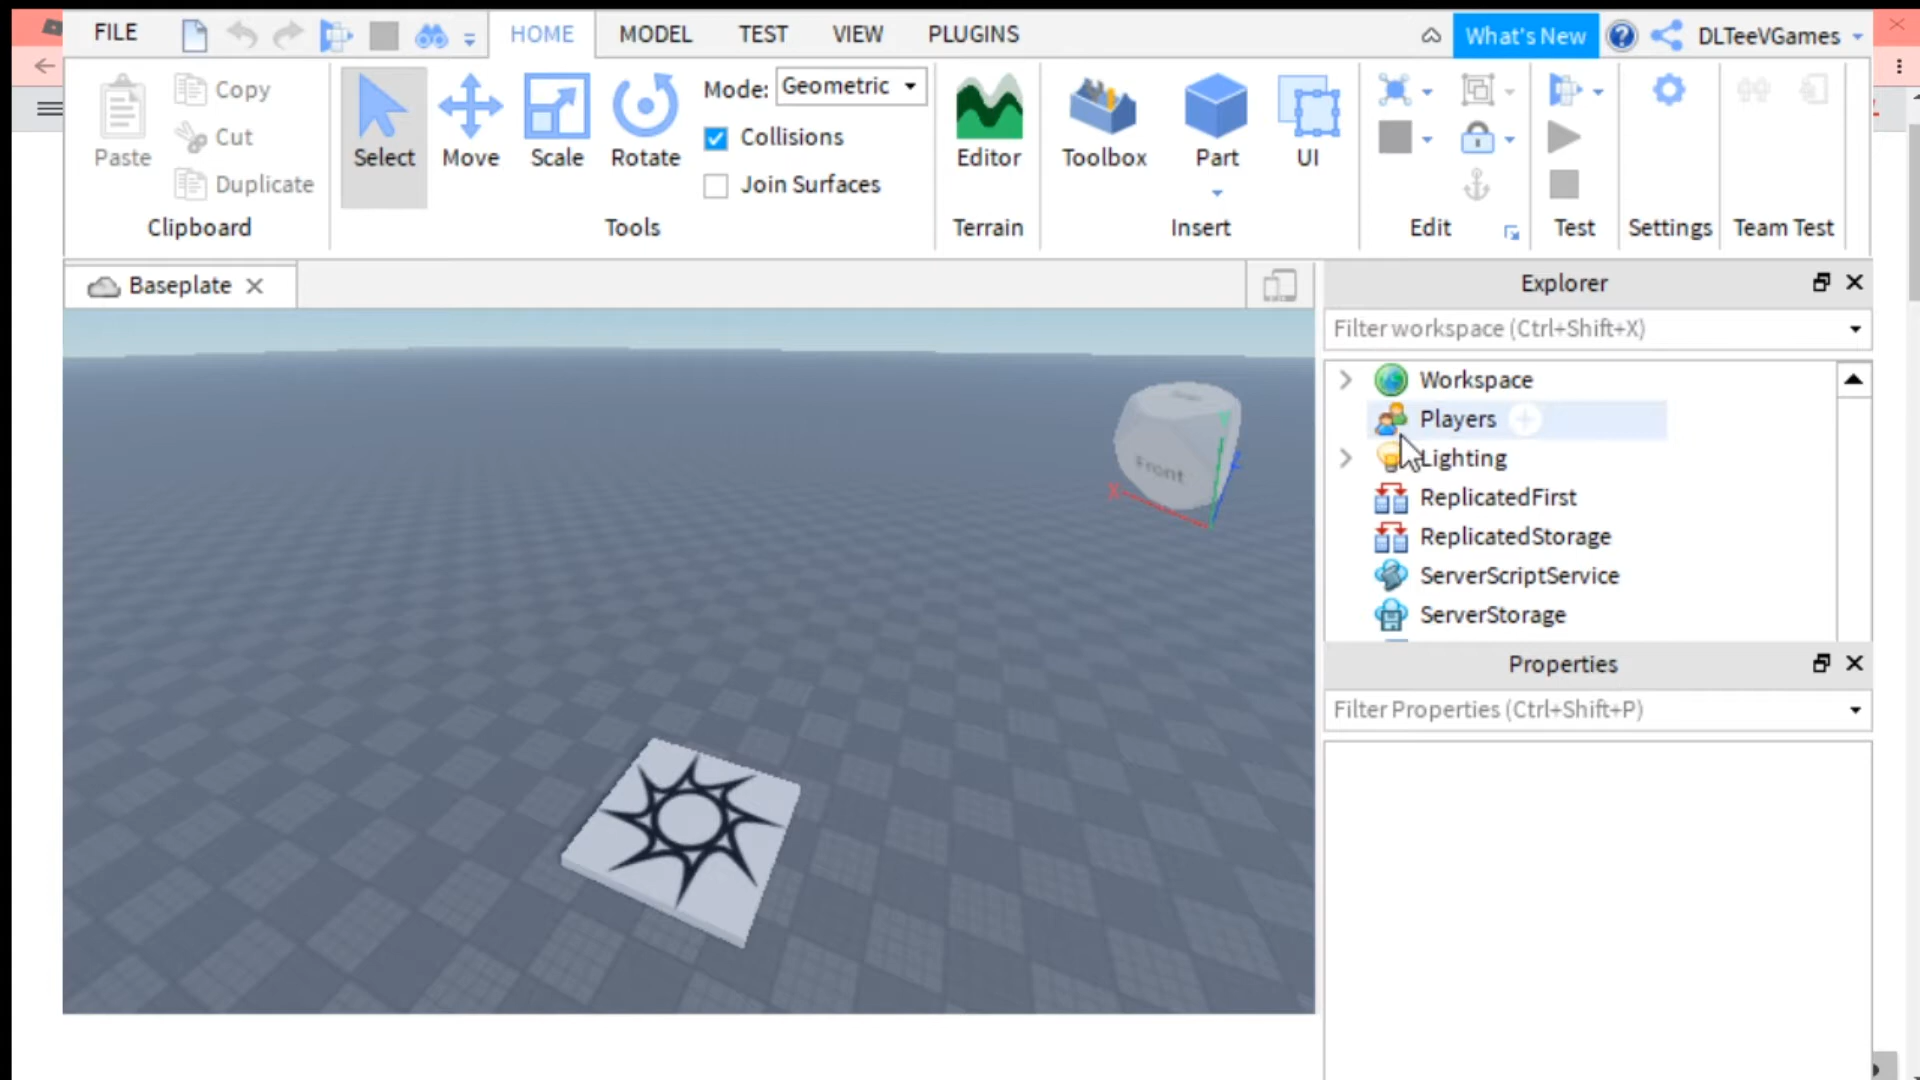 FILE HOME MODEL TEST VIEW PLUGINS What's New DLTeeVGames
Paste Copy Cut Duplicate
Clipboard
Select Move Scale Rotate
Mode: Geometric
Collisions
Join Surfaces
Tools
Editor
Terrain
Toolbox Part UI
Insert
Edit
Test
Settings
Team Test
Baseplate
Front
X
Z
Explorer
Filter workspace (Ctrl+Shift+X)
Workspace
Players
Lighting
ReplicatedFirst
ReplicatedStorage
ServerScriptService
ServerStorage
Properties
Filter Properties (Ctrl+Shift+P)